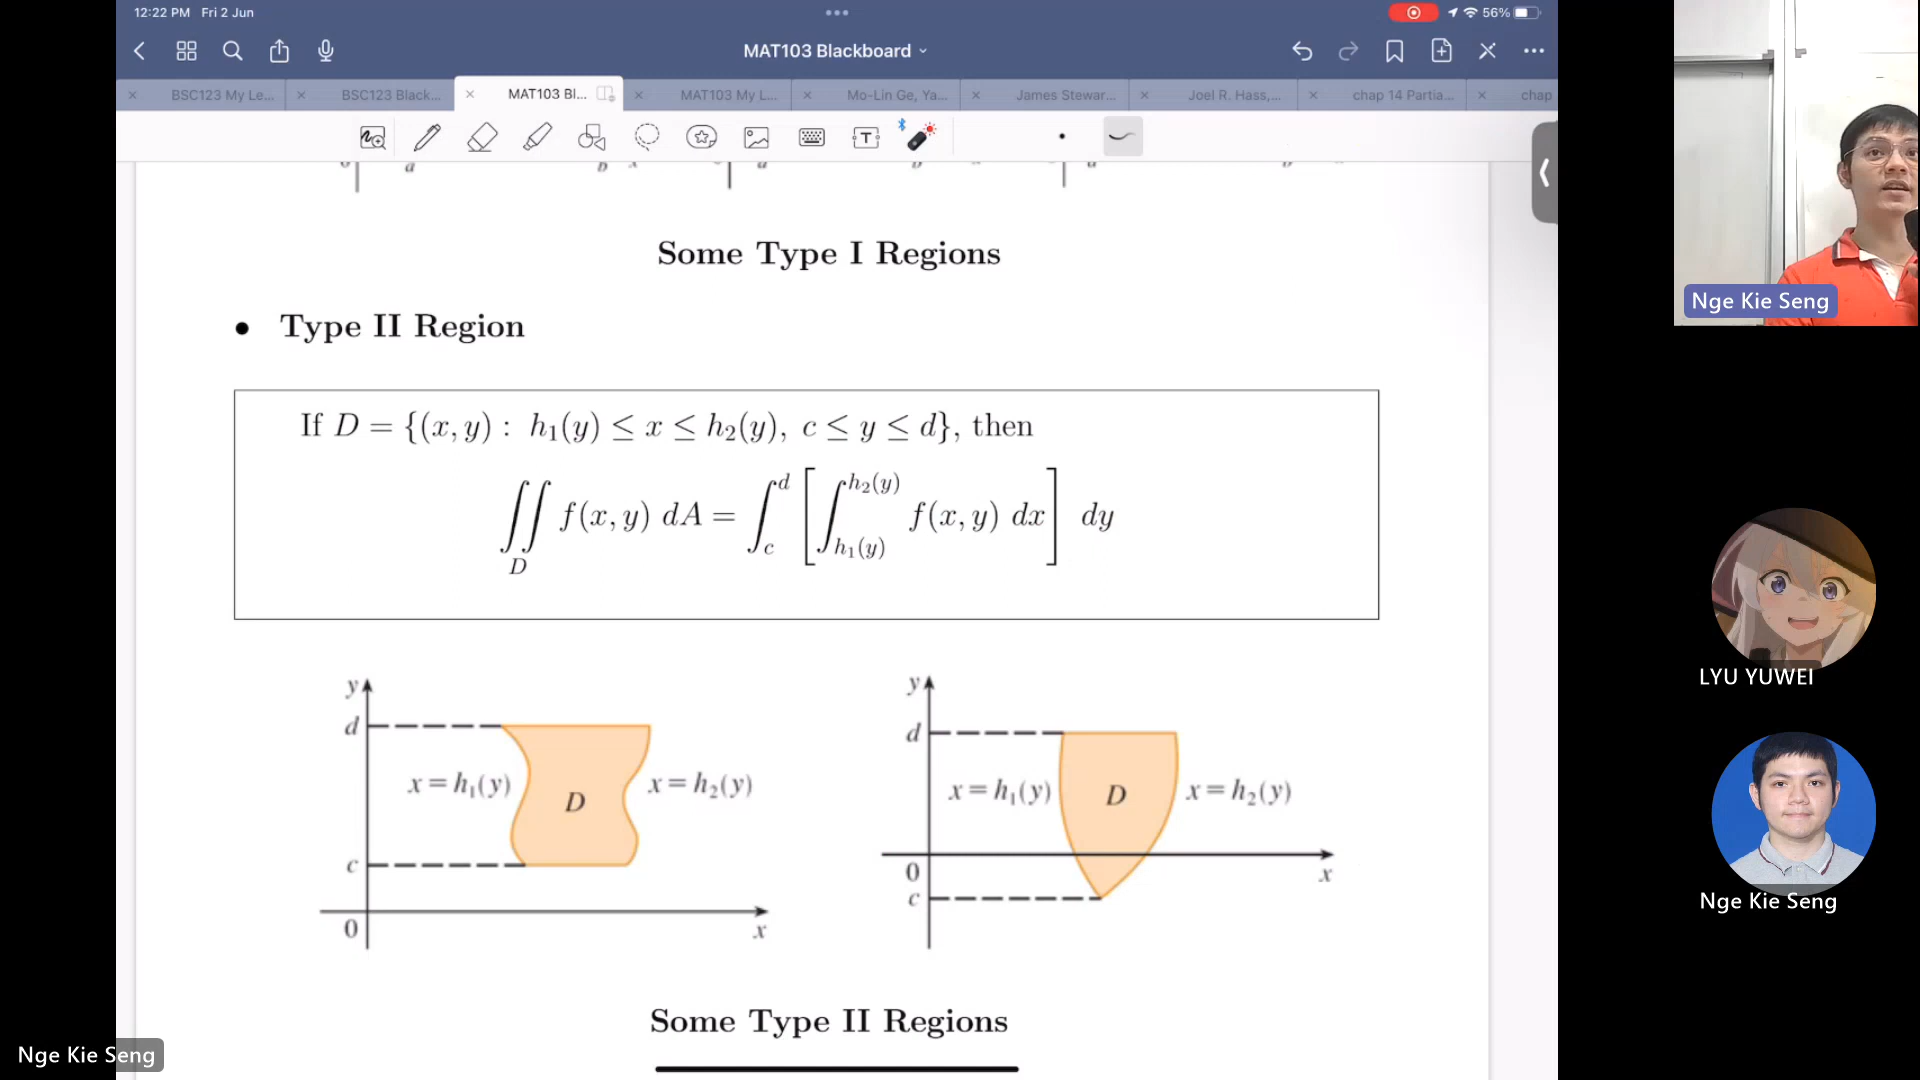 12:22 PM Fri 2 Jun
56%
MAT103 Blackboard
BSC123 My Le...
BSC123 Black...
MAT103 Bl...
MAT103 My L...
Mo-Lin Ge, Ya...
James Stewar...
Joel R. Hass,...
chap 14 Partia...
chap
a b x a b a b
Some Type I Regions
• Type II Region
If D = {(x, y) : h₁(y) ≤ x ≤ h₂(y), c ≤ y ≤ d}, then
∬_D f(x, y) dA = ∫_c^d [∫_{h₁(y)}^{h₂(y)} f(x, y) dx] dy
y
d
x = h₁(y)
D
x = h₂(y)
c
0
x
y
d
x = h₁(y)
D
x = h₂(y)
0
x
c
Some Type II Regions
Nge Kie Seng
LYU YUWEI
Nge Kie Seng
Nge Kie Seng